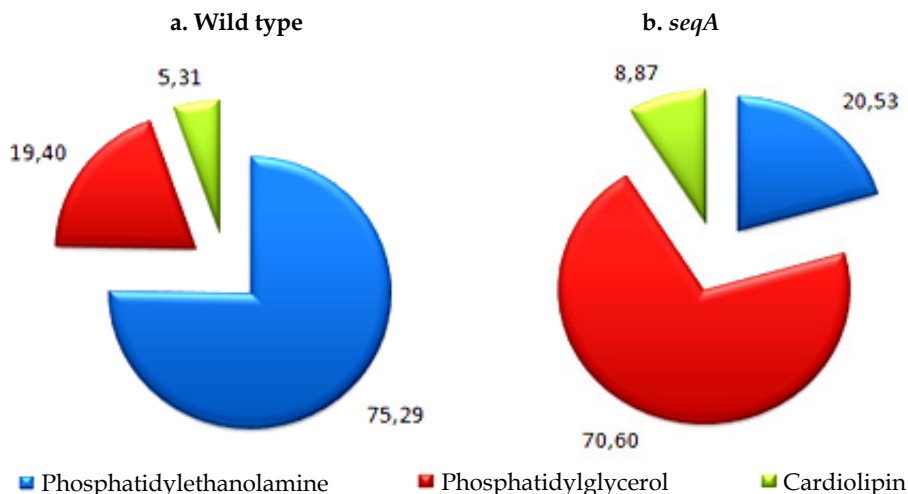 a. Wild type
b. seqA
5,31
19,40
75,29
8,87
20,53
70,60
Phosphatidylethanolamine
Phosphatidylglycerol
Cardiolipin